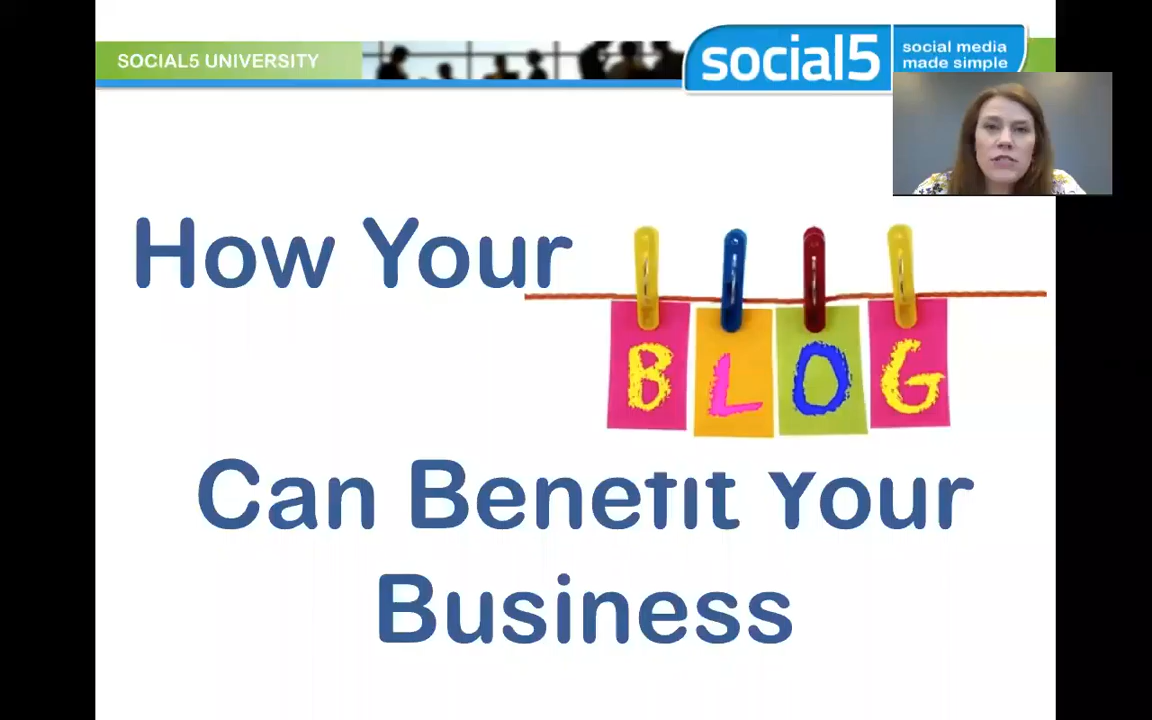 SOCIAL5 UNIVERSITY
social5
social media
made simple
How Your
BLOG
Can Benefit Your
Business